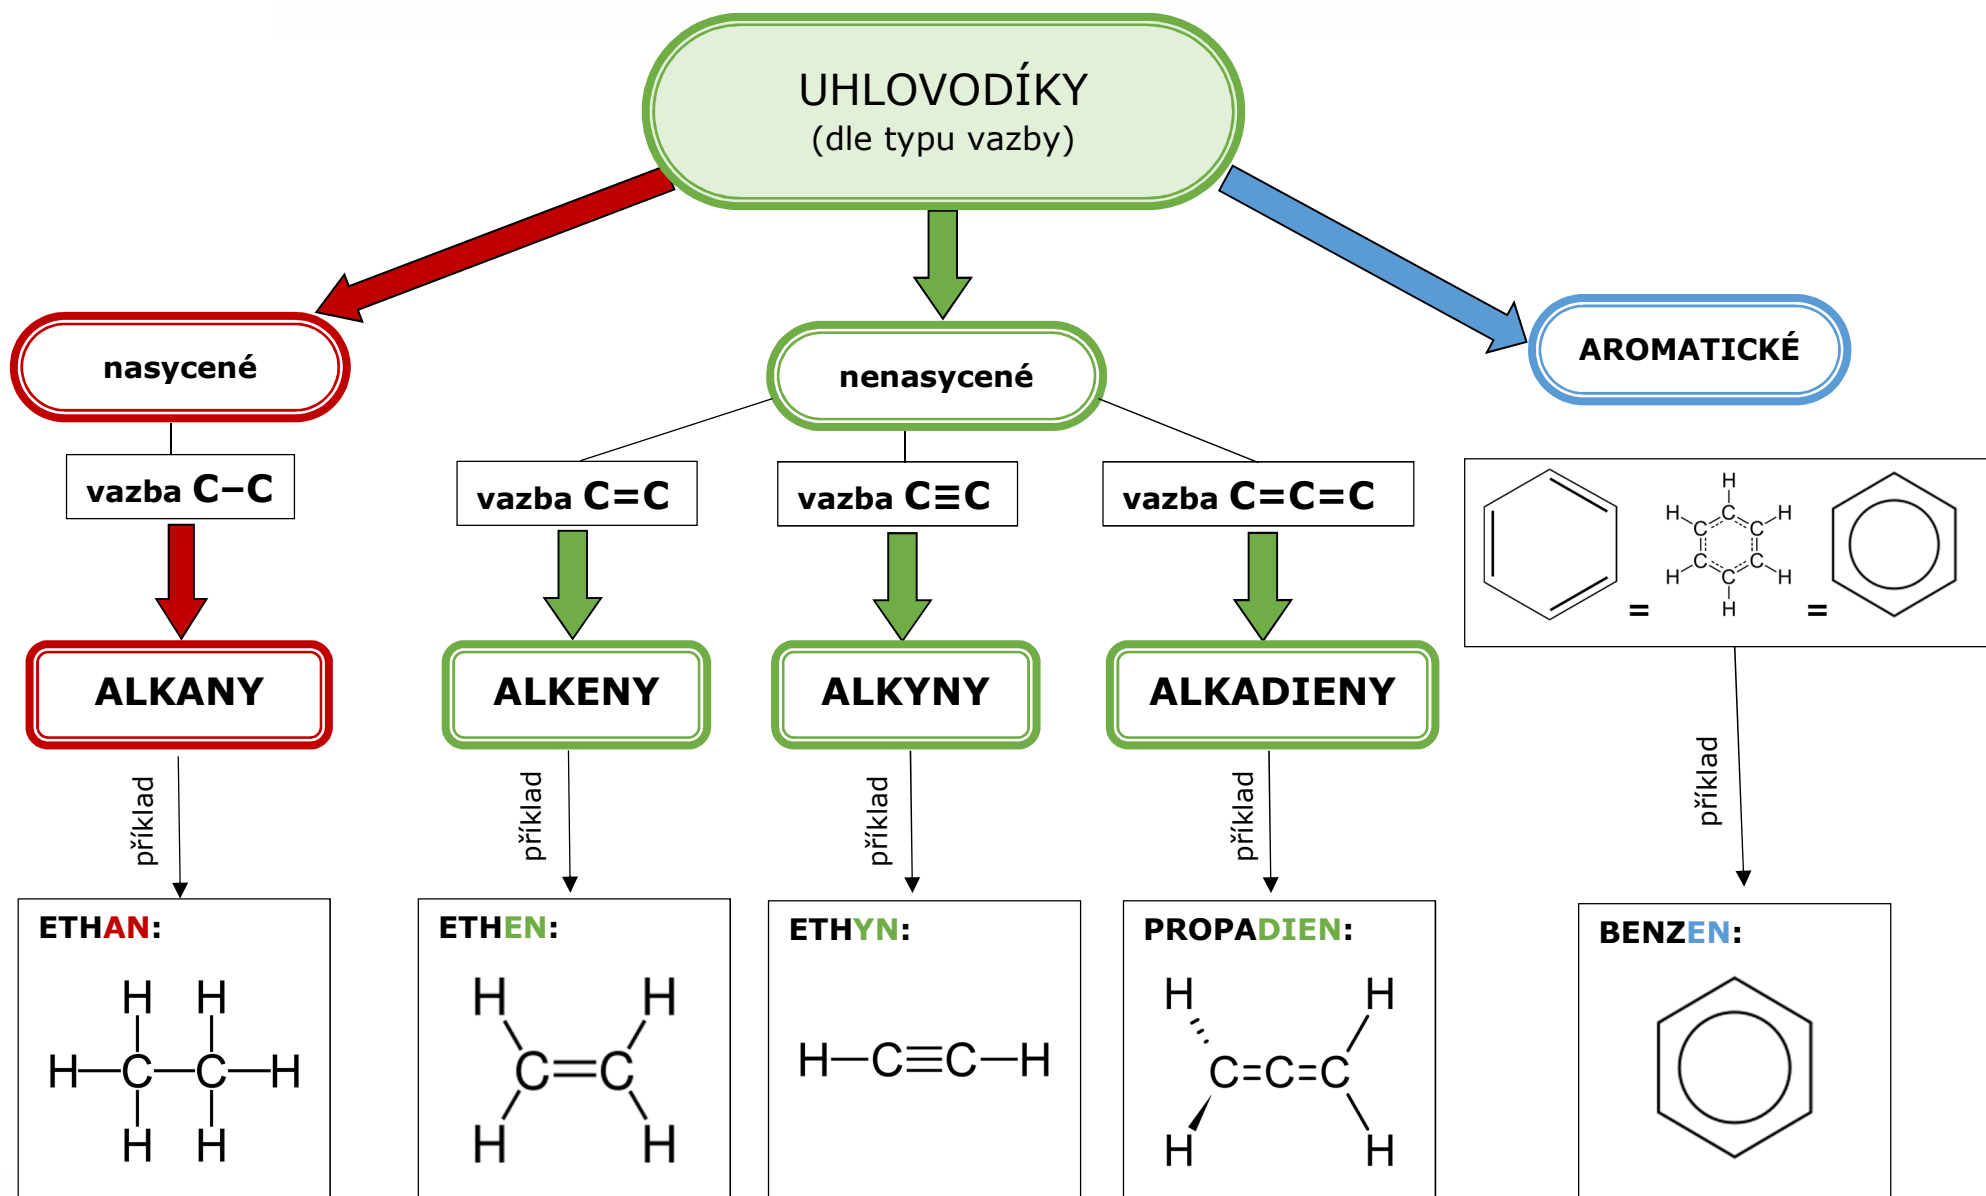 UHLOVODÍKY
(dle typu vazby)
nasycené
nenasycené
AROMATICKÉ
vazba C–C
vazba C=C
vazba C≡C
vazba C=C=C
H
H C H
C C
C C
H C H
H
= =
ALKANY
ALKENY
ALKYNY
ALKADIENY
příklad
příklad
příklad
příklad
příklad
ETHAN:
H H
H C C H
H H
ETHEN:
H H
C=C
H H
ETHYN:
H–C≡C–H
PROPADIEN:
H H
C=C=C
H H
BENZEN: